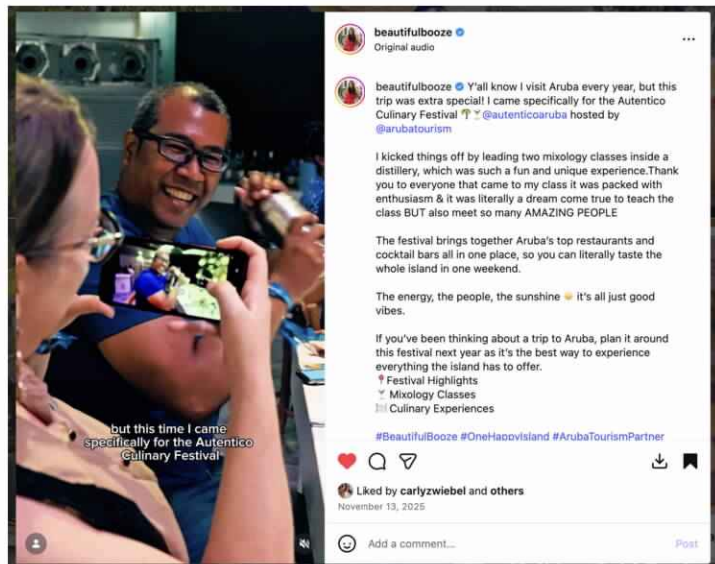 beautifulbooze
Original audio
beautifulbooze Y'all know I visit Aruba every year, but this
trip was extra special! I came specifically for the Autentico
Culinary Festival 🌴🍸@autenticoaruba hosted by
@arubatourism
I kicked things off by leading two mixology classes inside a
distillery, which was such a fun and unique experience.Thank
you to everyone that came to my class it was packed with
enthusiasm & it was literally a dream come true to teach the
class BUT also meet so many AMAZING PEOPLE
The festival brings together Aruba's top restaurants and
cocktail bars all in one place, so you can literally taste the
whole island in one weekend.
The energy, the people, the sunshine 🌞 it's all just good
vibes.
If you've been thinking about a trip to Aruba, plan it around
this festival next year as it's the best way to experience
everything the island has to offer.
📍Festival Highlights
🍸 Mixology Classes
🍽️ Culinary Experiences
#BeautifulBooze #OneHappyIsland #ArubaTourismPartner
but this time I came
specifically for the Autentico
Culinary Festival
Liked by carlyzwiebel and others
November 13, 2025
Add a comment...
Post